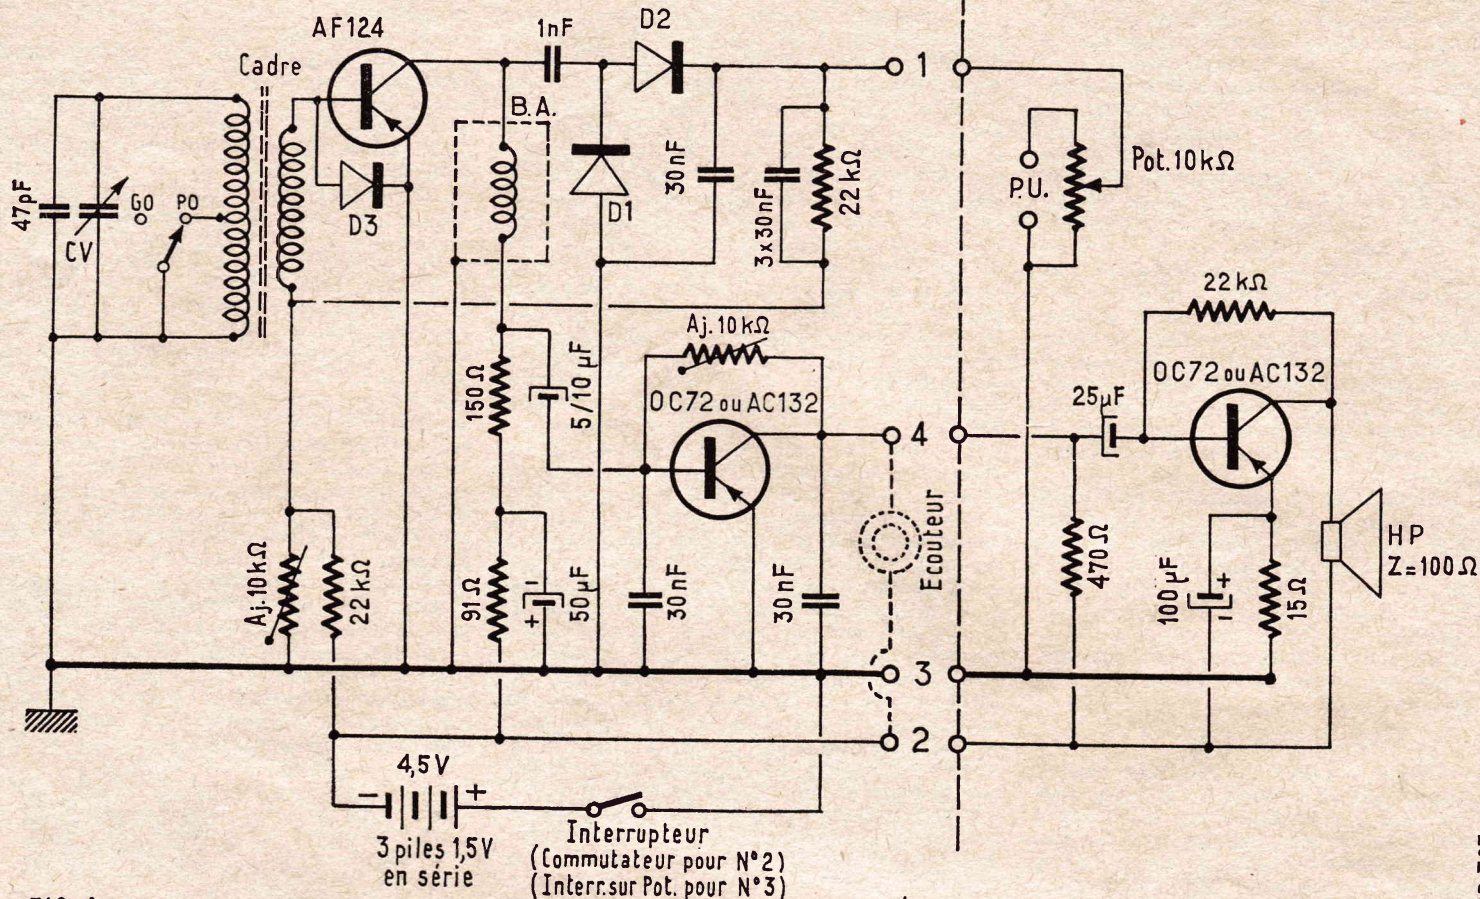 AF124
Cadre
47pF
CV
GO
PO
D3
1nF
D2
B.A.
D1
30nF
3x30nF
22kΩ
1
Pot.10kΩ
P.U.
Aj.10kΩ
OC72 ou AC132
150Ω
5/10 µF
4
Ecouteur
22kΩ
OC72 ou AC132
25µF
Aj.10kΩ
22kΩ
91Ω
-
+
50µF
30nF
30nF
3
2
470Ω
100µF
+
-
15Ω
HP
Z=100Ω
4,5V
-
+
3 piles 1,5V
en série
Interrupteur
(Commutateur pour N°2)
(Interr.sur Pot. pour N°3)